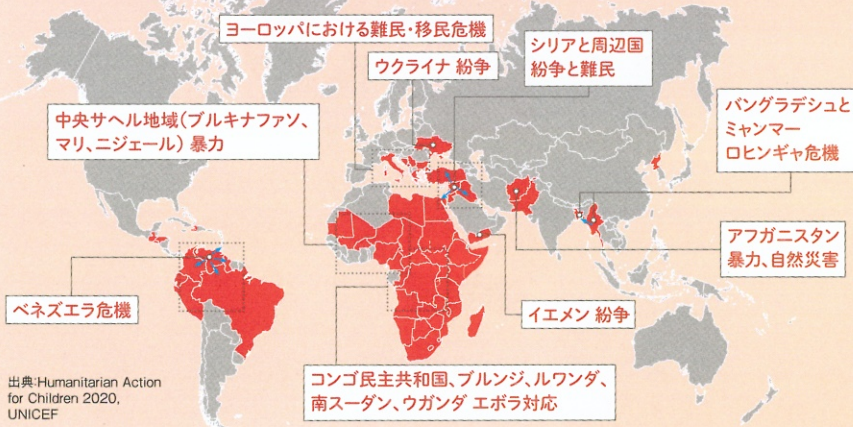 ヨーロッパにおける難民・移民危機
ウクライナ 紛争
シリアと周辺国
紛争と難民
中央サヘル地域(ブルキナファソ、
マリ、ニジェール) 暴力
バングラデシュと
ミャンマー
ロヒンギャ危機
アフガニスタン
暴力、自然災害
ベネズエラ危機
イエメン 紛争
コンゴ民主共和国、ブルンジ、ルワンダ、
南スーダン、ウガンダ エボラ対応
出典:Humanitarian Action
for Children 2020,
UNICEF